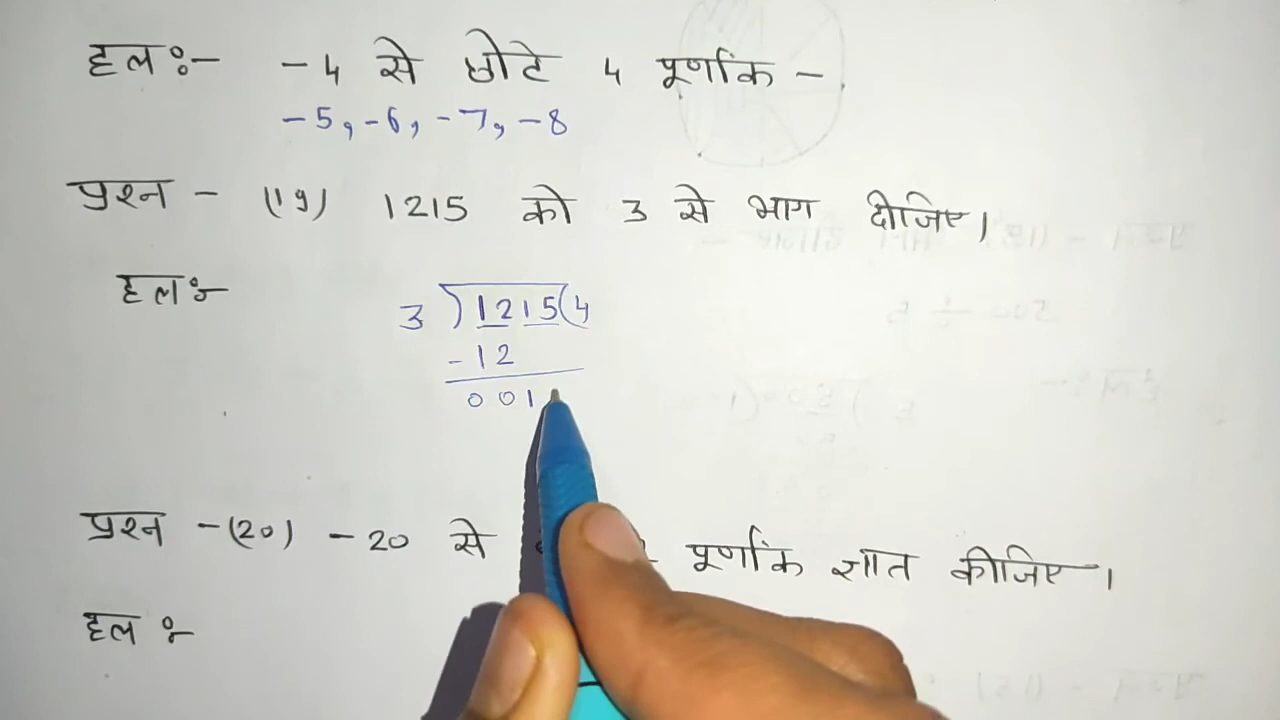 हल:- -4 से छोटे 4 पूर्णांक -
-5, -6, -7, -8
प्रश्न - (19) 1215 को 3 से भाग दीजिए।
हल:-
3 ) 1215 ( 4
-12
001
प्रश्न -(20) -20 से पूर्णांक ज्ञात कीजिए।
हल :-